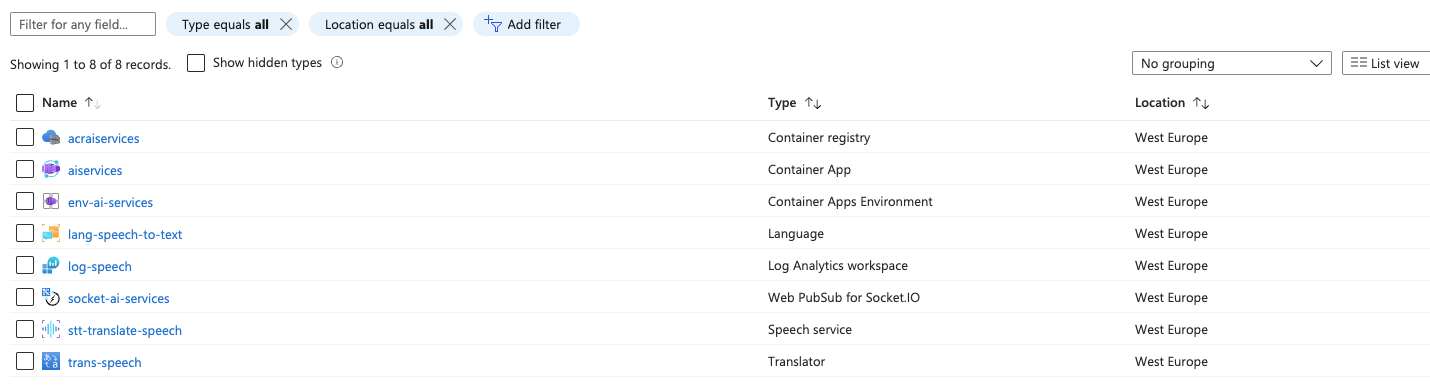 Filter for any field... Type equals all Location equals all Add filter
Showing 1 to 8 of 8 records. Show hidden types No grouping List view
Name Type Location
acraiservices Container registry West Europe
aiservices Container App West Europe
env-ai-services Container Apps Environment West Europe
lang-speech-to-text Language West Europe
log-speech Log Analytics workspace West Europe
socket-ai-services Web PubSub for Socket.IO West Europe
stt-translate-speech Speech service West Europe
trans-speech Translator West Europe